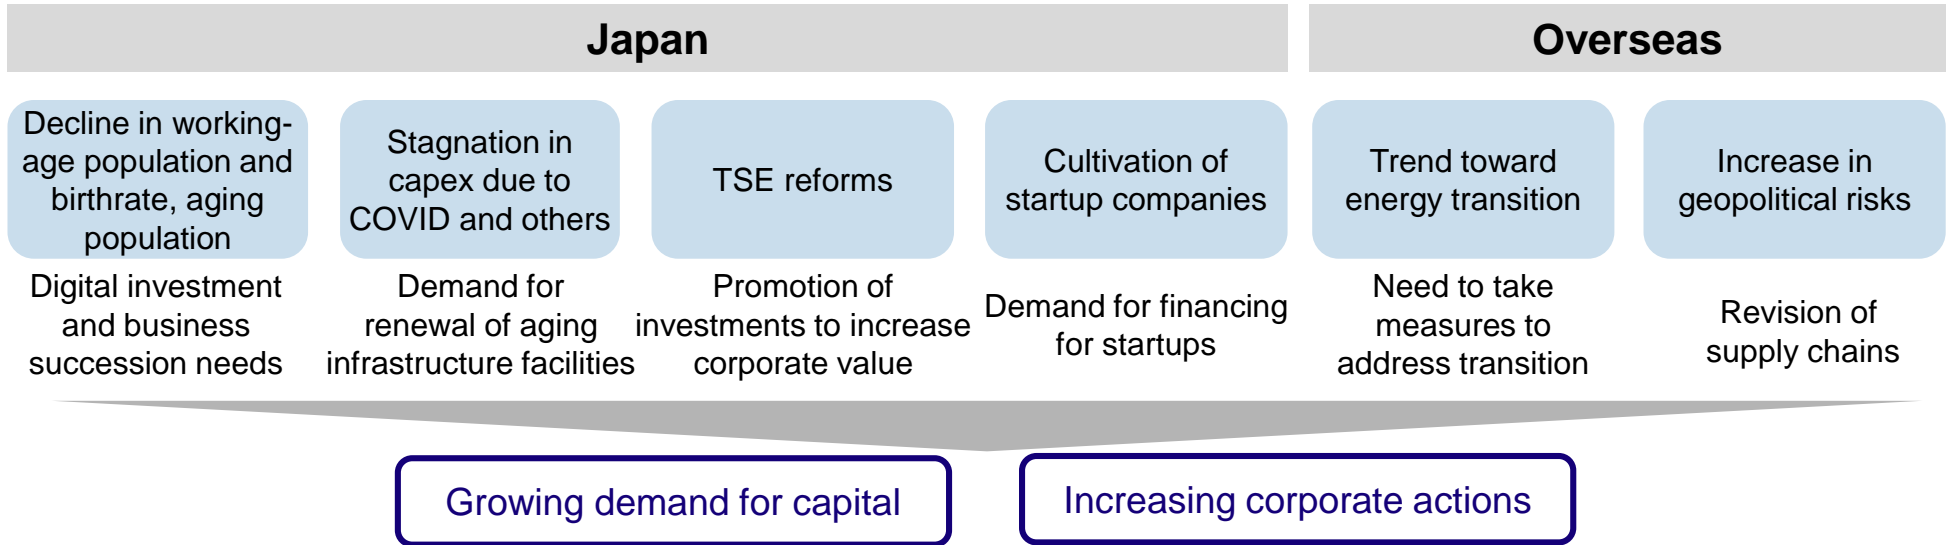 Japan
Overseas
Decline in working-
age population and
birthrate, aging
population
Stagnation in
capex due to
COVID and others
TSE reforms
Cultivation of
startup companies
Trend toward
energy transition
Increase in
geopolitical risks
Digital investment
and business
succession needs
Demand for
renewal of aging
infrastructure facilities
Promotion of
investments to increase
corporate value
Demand for financing
for startups
Need to take
measures to
address transition
Revision of
supply chains
Growing demand for capital
Increasing corporate actions